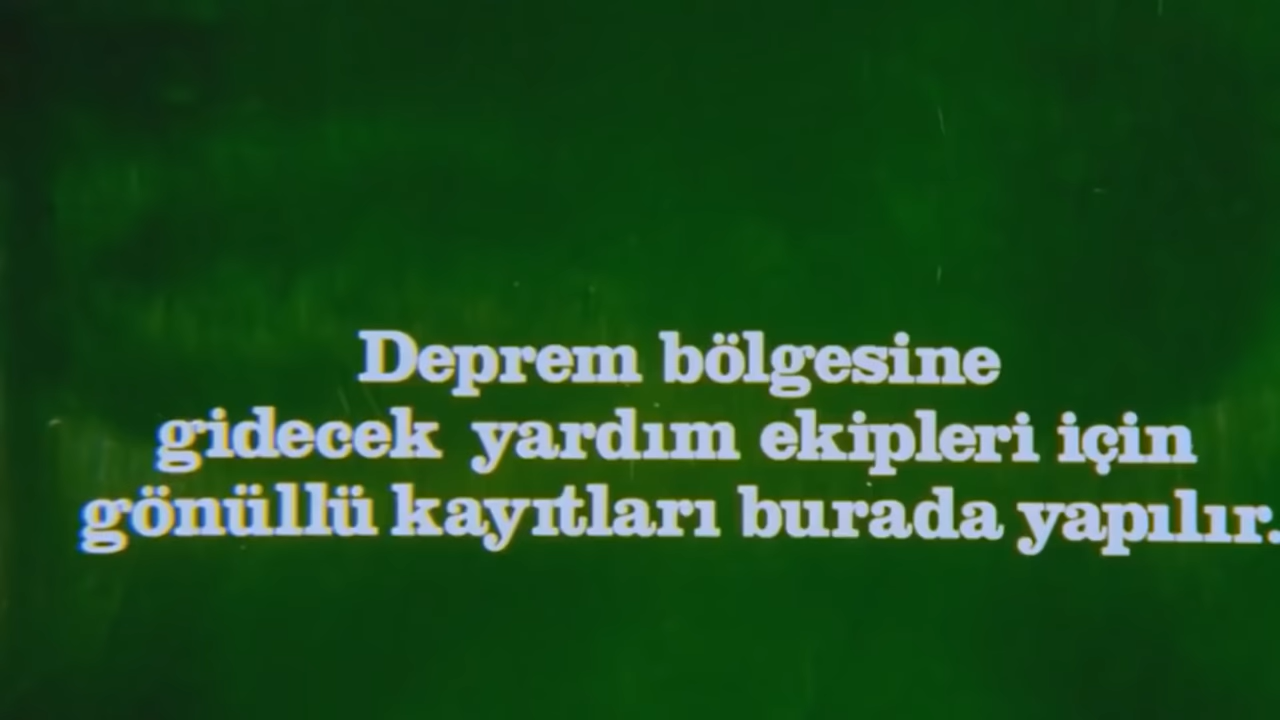 Deprem bölgesine
gidecek yardım ekipleri için
gönüllü kayıtları burada yapılır.